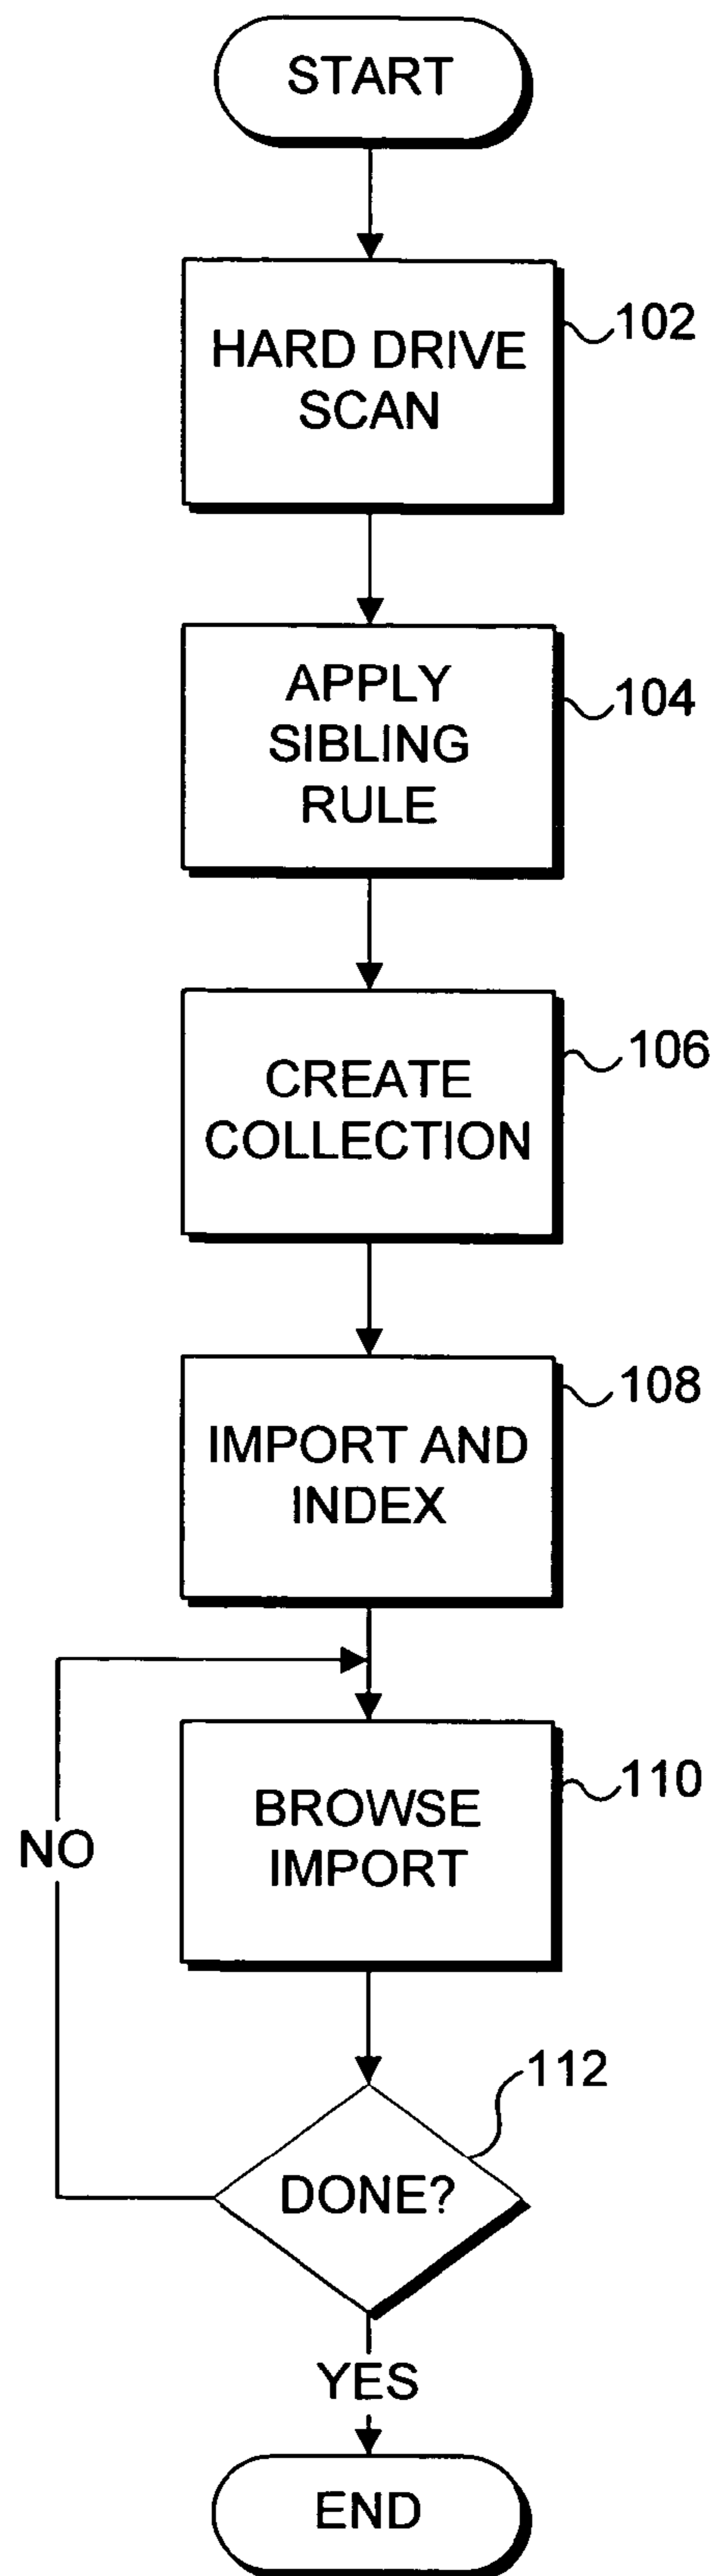 START
HARD DRIVE
SCAN
102
APPLY
SIBLING
RULE
104
CREATE
COLLECTION
106
IMPORT AND
INDEX
108
BROWSE
IMPORT
110
NO
112
DONE?
YES
END